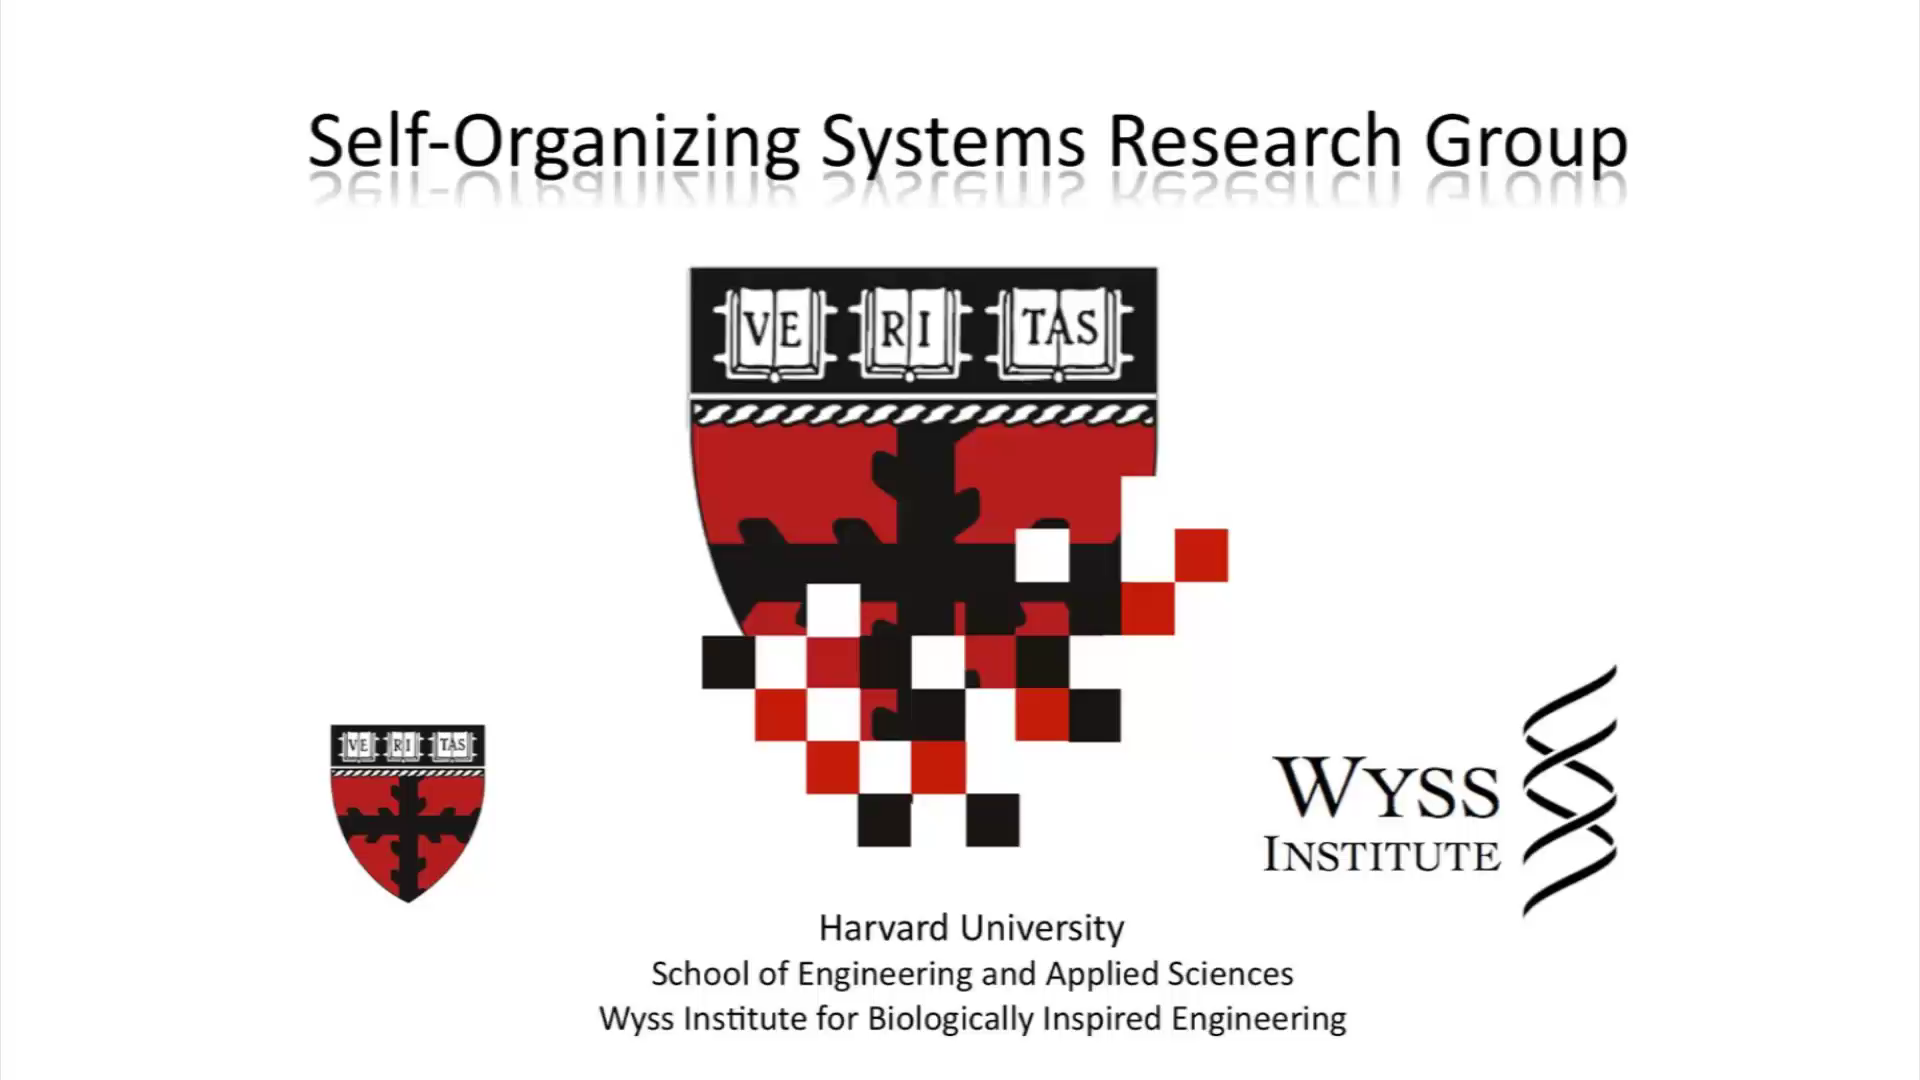 Self-Organizing Systems Research Group
VE RI TAS
VE RI TAS
WYSS
INSTITUTE
Harvard University
School of Engineering and Applied Sciences
Wyss Institute for Biologically Inspired Engineering